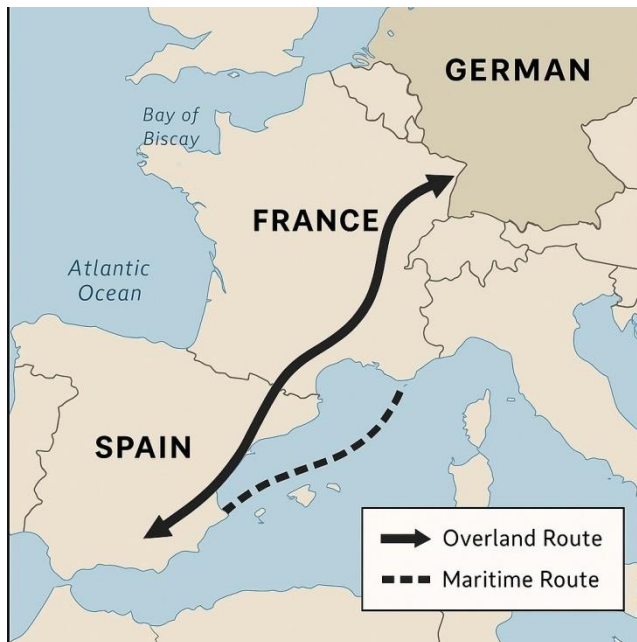 GERMAN
Bay of
Biscay
FRANCE
Atlantic
Ocean
SPAIN
Overland Route
Maritime Route